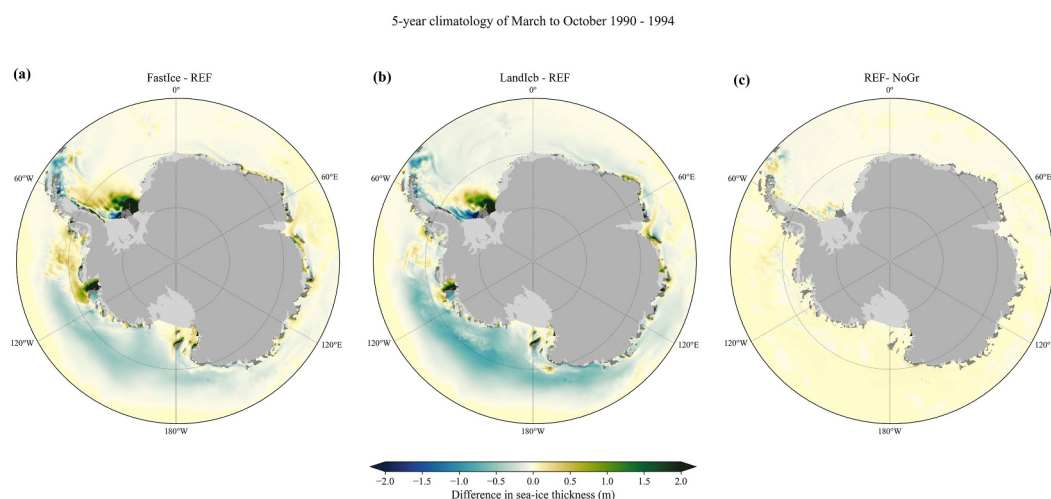 5-year climatology of March to October 1990 - 1994
(a)
FastIce - REF
0°
60°W
60°E
120°W
120°E
180°W
(b)
LandIcb - REF
0°
60°W
60°E
120°W
120°E
180°W
(c)
REF- NoGr
0°
60°W
60°E
120°W
120°E
180°W
−2.0 −1.5 −1.0 −0.5 0.0 0.5 1.0 1.5 2.0
Difference in sea-ice thickness (m)